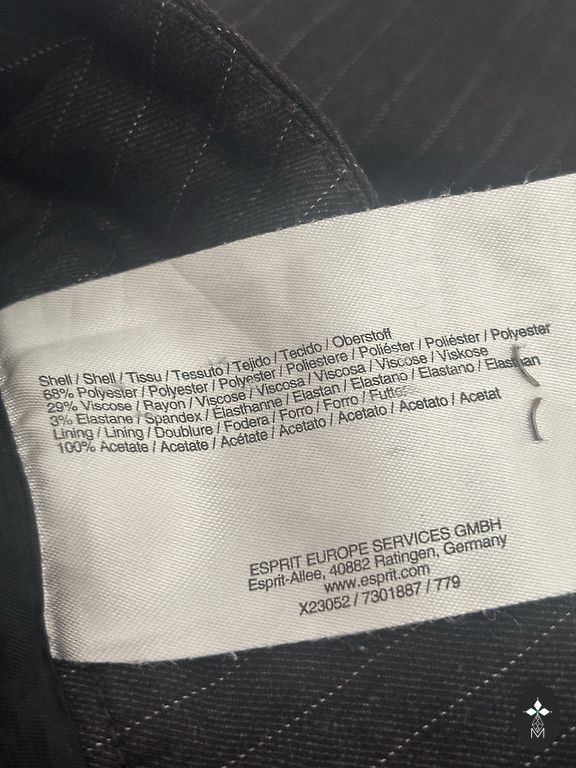 Shell / Shell / Tissu / Tessuto / Tejido / Tecido / Oberstoff
68% Polyester / Polyester / Polyester / Poliestere / Poliéster / Poliéster / Polyester
29% Viscose / Rayon / Viscose / Viscosa / Viscosa / Viscose / Viskose
3% Elastane / Spandex / Élasthanne / Elastan / Elastano / Elastano / Elasthan
Lining / Lining / Doublure / Fodera / Forro / Forro / Futter
100% Acetate / Acetate / Acétate / Acetato / Acetato / Acetato / Acetat
ESPRIT EUROPE SERVICES GMBH
Esprit-Allee, 40882 Ratingen, Germany
www.esprit.com
X23052 / 7301887 / 779
M